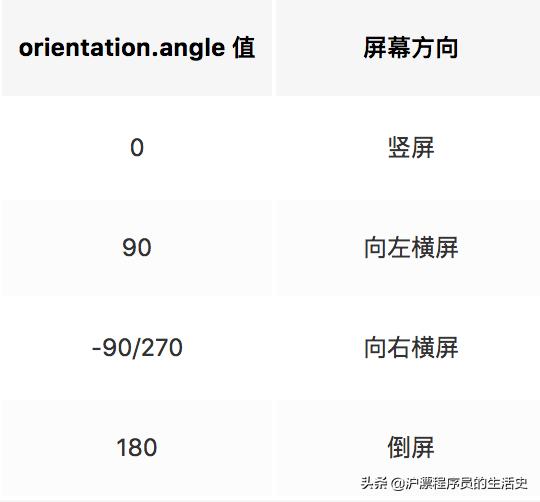 orientation.angle 值 屏幕方向
0 竖屏
90 向左横屏
-90/270 向右横屏
180 倒屏
头条 @沪漂程序员的生活史